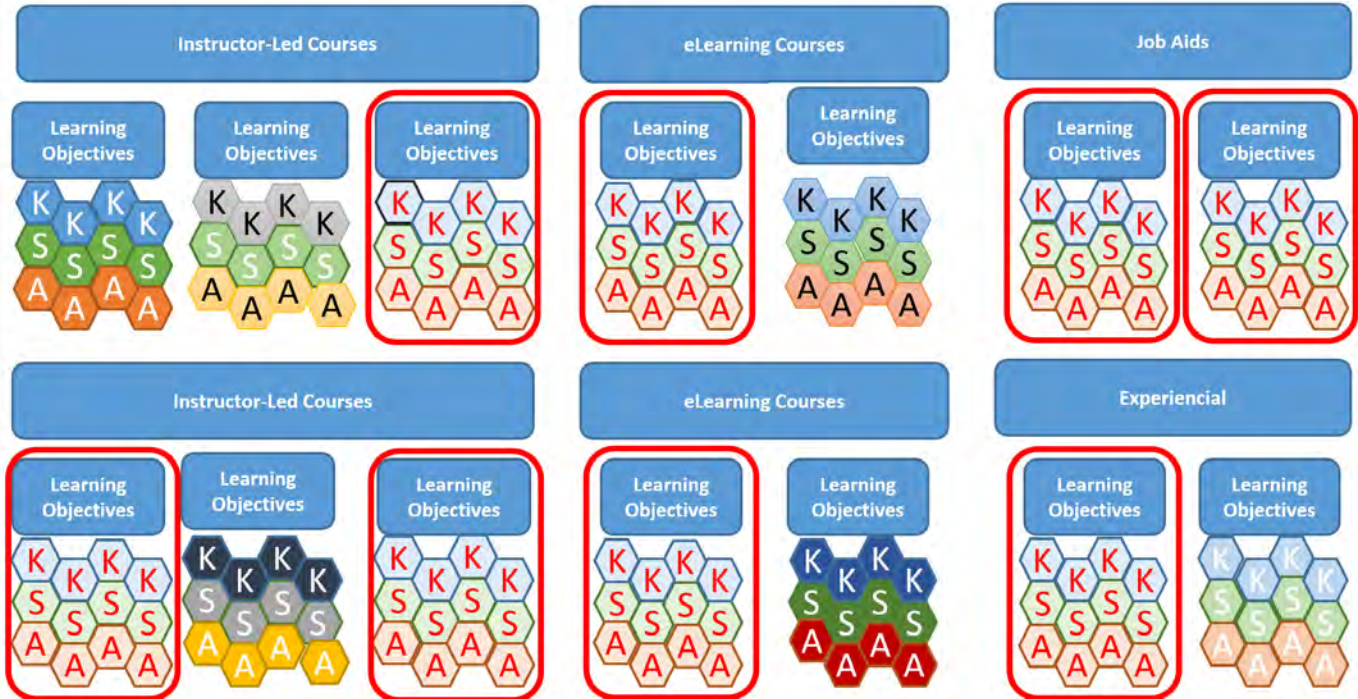 Instructor-Led Courses
eLearning Courses
Job Aids
Learning
Objectives
Learning
Objectives
Learning
Objectives
Learning
Objectives
Learning
Objectives
Learning
Objectives
Learning
Objectives
K K K K
S S S S
A A A A
K K K K
S S S S
A A A A
K K K K
S S S S
A A A A
K K K K
S S S S
A A A A
K K K K
S S S S
A A A A
K K K K
S S S S
A A A A
K K K K
S S S S
A A A A
Instructor-Led Courses
eLearning Courses
Experiencial
Learning
Objectives
Learning
Objectives
Learning
Objectives
Learning
Objectives
Learning
Objectives
Learning
Objectives
Learning
Objectives
K K K K
S S S S
A A A A
K K K K
S S S S
A A A A
K K K K
S S S S
A A A A
K K K K
S S S S
A A A A
K K K K
S S S S
A A A A
K K K K
S S S S
A A A A
K K K K
S S S S
A A A A